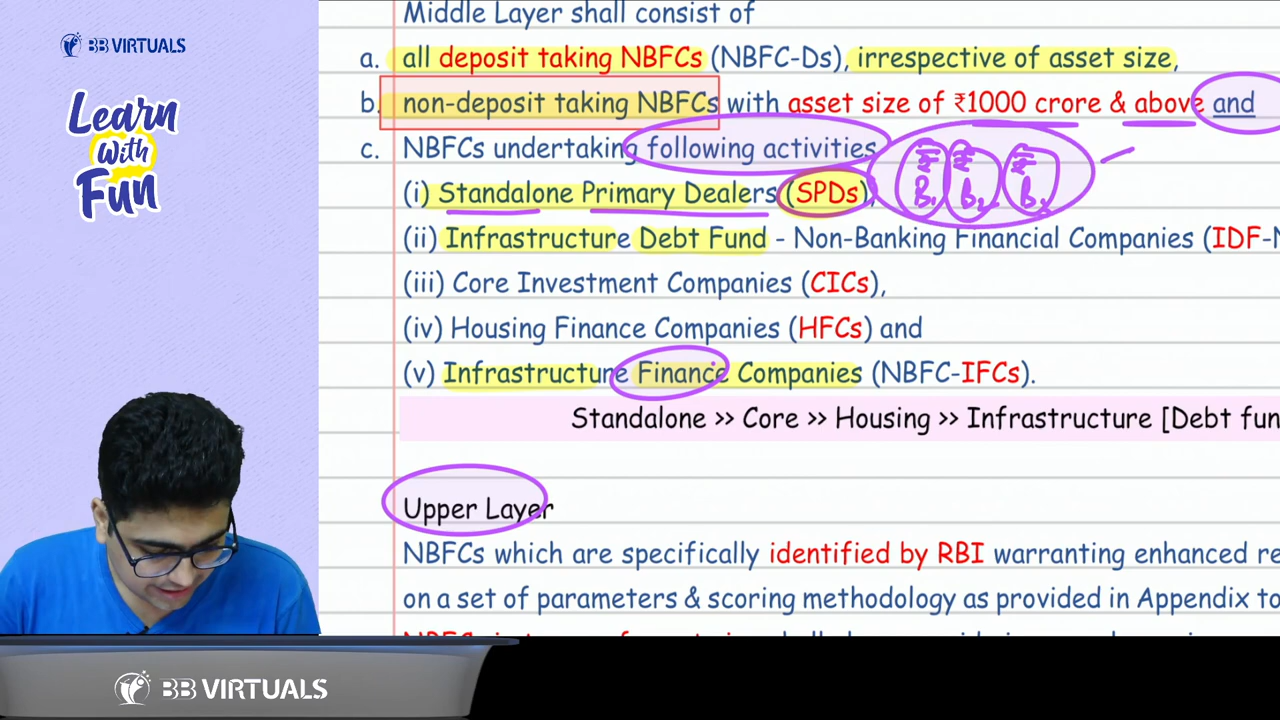 BB VIRTUALS
Learn
With
Fun
Middle Layer shall consist of
a. all deposit taking NBFCs (NBFC-Ds), irrespective of asset size,
b. non-deposit taking NBFCs with asset size of ₹1000 crore & above and
c. NBFCs undertaking following activities
(i) Standalone Primary Dealers (SPDs),
B₁ B₂ B₃
(ii) Infrastructure Debt Fund - Non-Banking Financial Companies (IDF-N
(iii) Core Investment Companies (CICs),
(iv) Housing Finance Companies (HFCs) and
(v) Infrastructure Finance Companies (NBFC-IFCs).
Standalone >> Core >> Housing >> Infrastructure [Debt fun
Upper Layer
NBFCs which are specifically identified by RBI warranting enhanced re
on a set of parameters & scoring methodology as provided in Appendix to
BB VIRTUALS